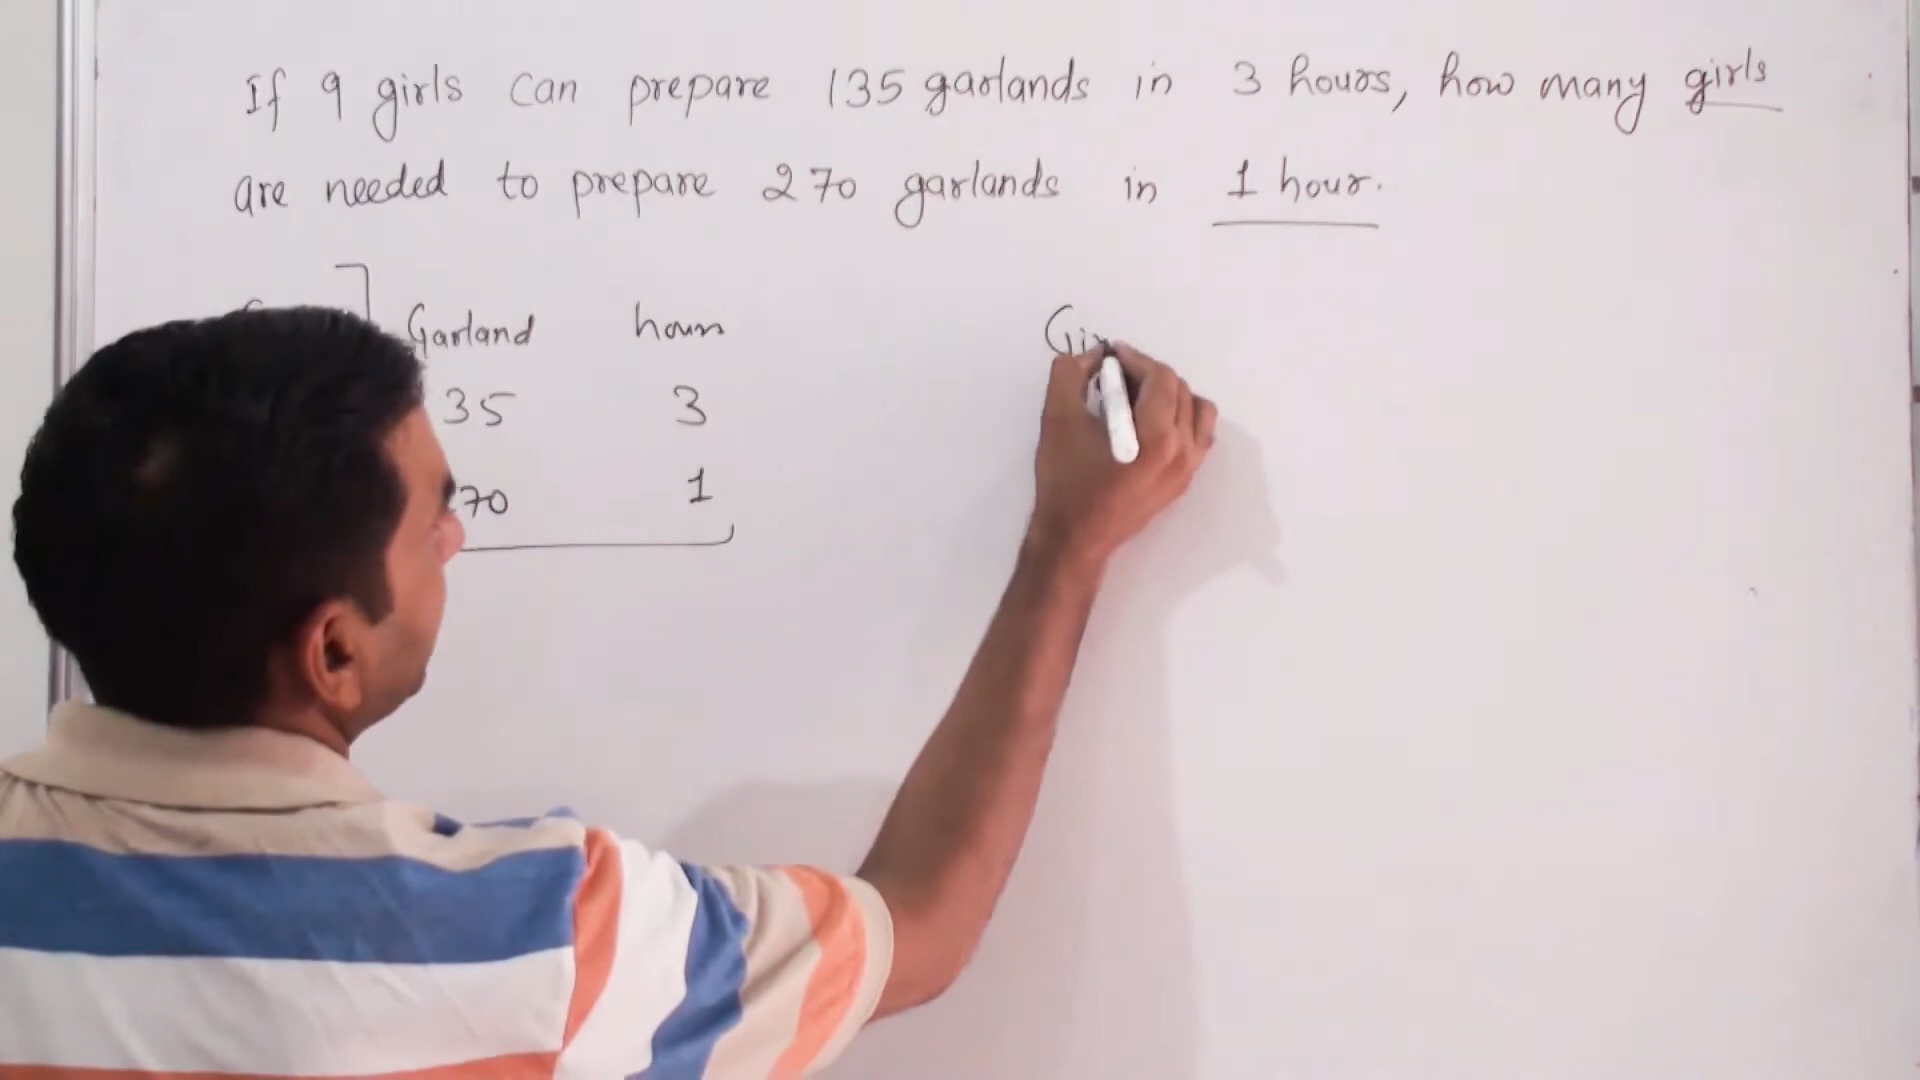 If 9 girls can prepare 135 garlands in 3 hours, how many girls
are needed to prepare 270 garlands in 1 hour.
Garland hours
35 3
70 1